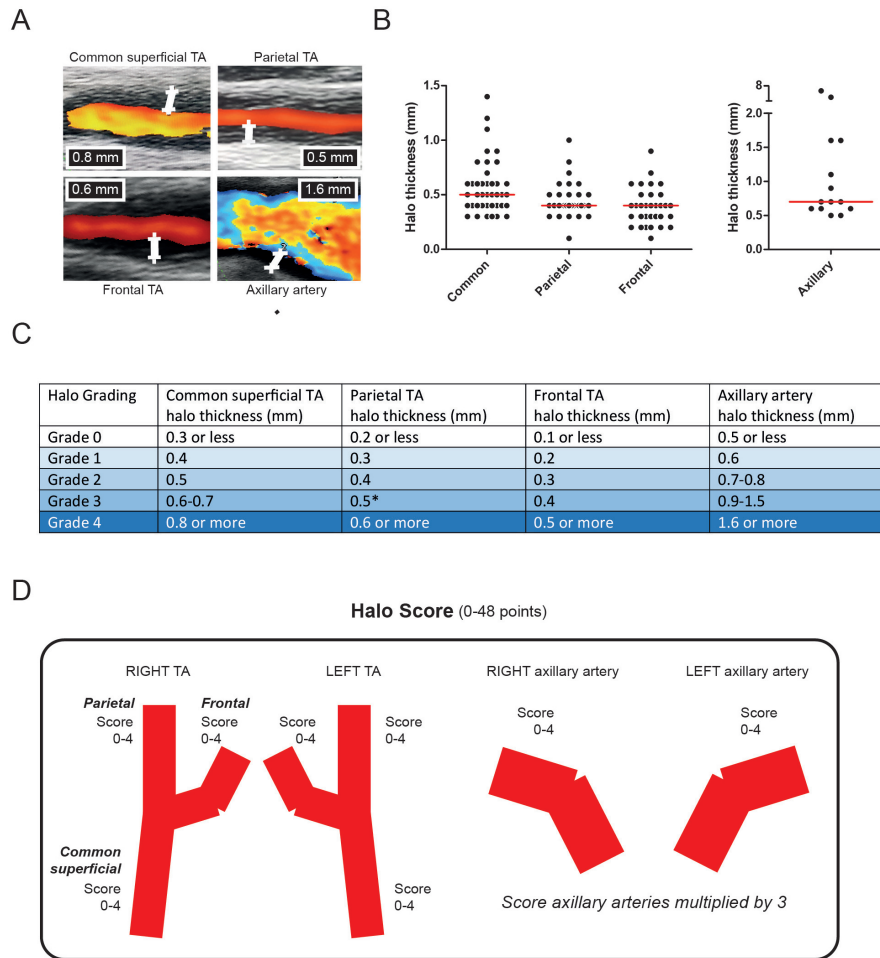 A
Common superficial TA
Parietal TA
0.8 mm
0.5 mm
0.6 mm
1.6 mm
Frontal TA
Axillary artery
B
Halo thickness (mm)
1.5
1.0
0.5
0.0
Common
Parietal
Frontal
Halo thickness (mm)
8
2.0
1.5
1.0
0.5
0.0
Axillary
C
Halo Grading Common superficial TA halo thickness (mm) Parietal TA halo thickness (mm) Frontal TA halo thickness (mm) Axillary artery halo thickness (mm)
Grade 0 0.3 or less 0.2 or less 0.1 or less 0.5 or less
Grade 1 0.4 0.3 0.2 0.6
Grade 2 0.5 0.4 0.3 0.7-0.8
Grade 3 0.6-0.7 0.5* 0.4 0.9-1.5
Grade 4 0.8 or more 0.6 or more 0.5 or more 1.6 or more
D
Halo Score (0-48 points)
RIGHT TA
LEFT TA
RIGHT axillary artery
LEFT axillary artery
Parietal
Score
0-4
Frontal
Score
0-4
Score
0-4
Score
0-4
Score
0-4
Score
0-4
Common
superficial
Score
0-4
Score
0-4
Score axillary arteries multiplied by 3